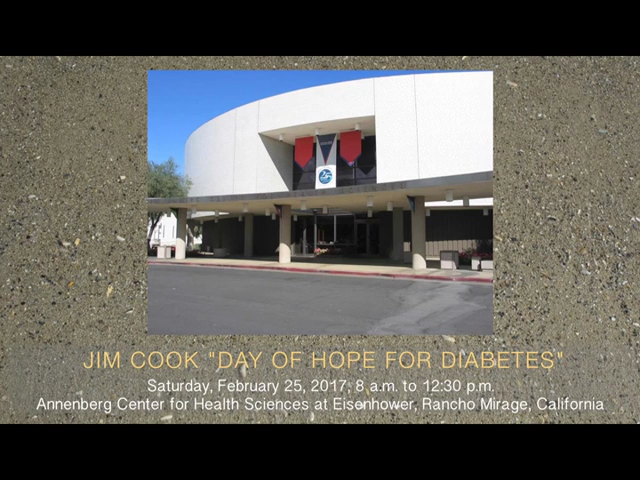 JIM COOK "DAY OF HOPE FOR DIABETES"
Saturday, February 25, 2017; 8 a.m. to 12:30 p.m.
Annenberg Center for Health Sciences at Eisenhower, Rancho Mirage, California